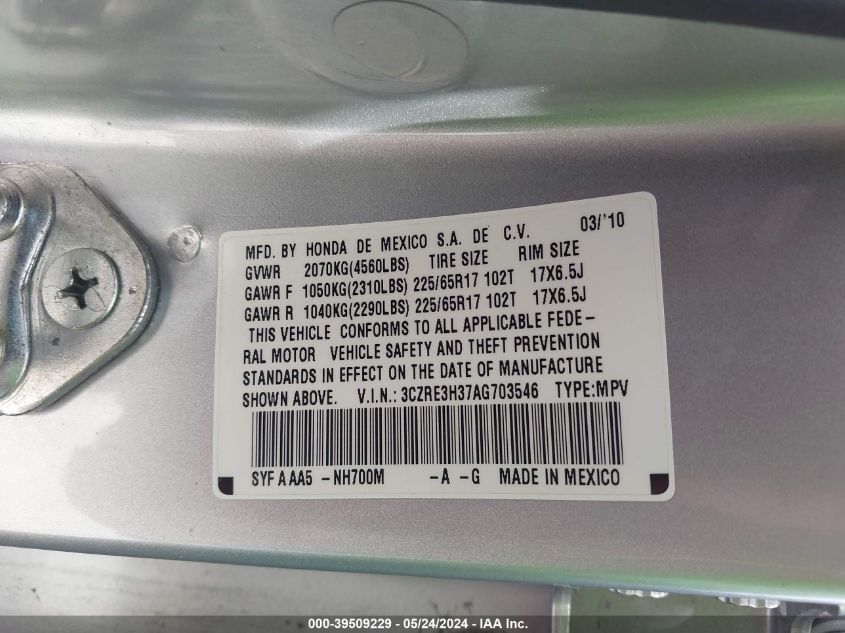 MFD. BY HONDA DE MEXICO S.A. DE C.V. 03/'10
GVWR 2070KG(4560LBS) TIRE SIZE RIM SIZE
GAWR F 1050KG(2310LBS) 225/65R17 102T 17X6.5J
GAWR R 1040KG(2290LBS) 225/65R17 102T 17X6.5J
THIS VEHICLE CONFORMS TO ALL APPLICABLE FEDE-
RAL MOTOR VEHICLE SAFETY AND THEFT PREVENTION
STANDARDS IN EFFECT ON THE DATE OF MANUFACTURE
SHOWN ABOVE. V.I.N.: 3CZRE3H37AG703546 TYPE:MPV
SYF A AA5 -NH700M -A -G MADE IN MEXICO
000-39509229 - 05/24/2024 - IAA Inc.